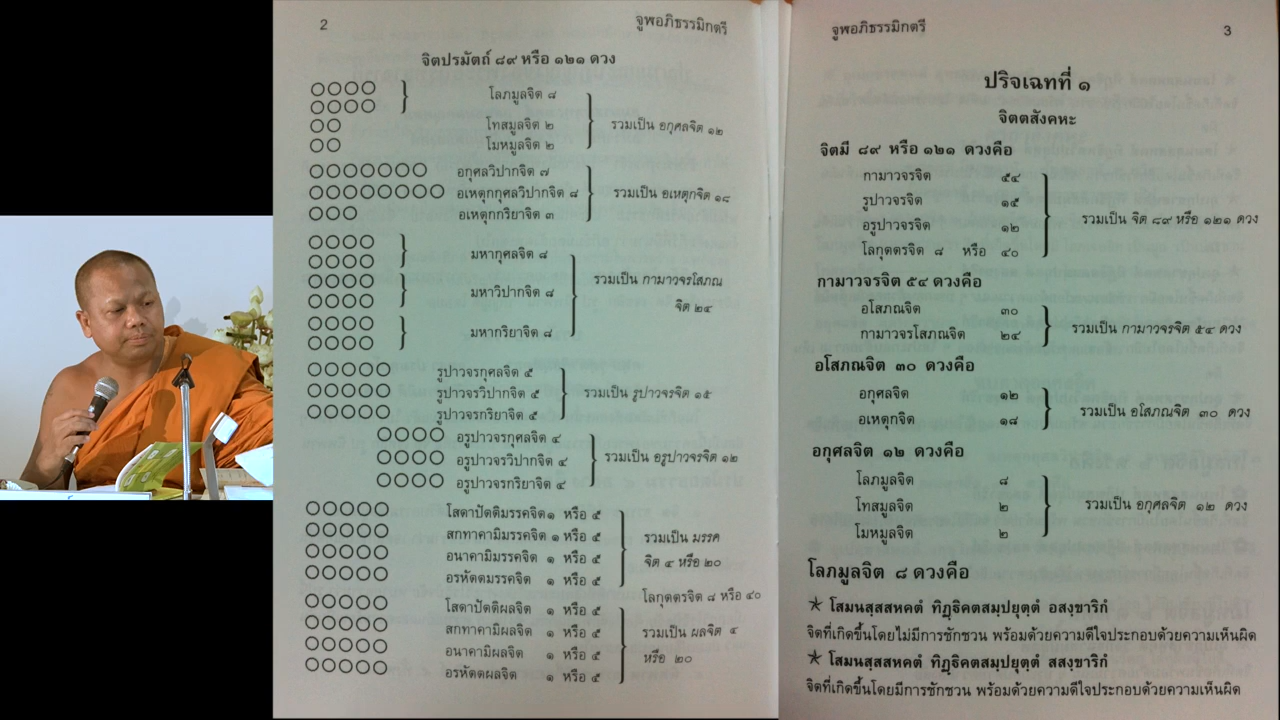 2
จูฬอภิธรรมิกตรี
จิตปรมัตถ์ ๘๙ หรือ ๑๒๑ ดวง
โลภมูลจิต ๘
โทสมูลจิต ๒
โมหมูลจิต ๒
รวมเป็น อกุศลจิต ๑๒
อกุศลวิปากจิต ๗
อเหตุกกุศลวิปากจิต ๘
อเหตุกกริยาจิต ๓
รวมเป็น อเหตุกจิต ๑๘
มหากุศลจิต ๘
มหาวิปากจิต ๘
มหากริยาจิต ๘
รวมเป็น กามาวจรโสภณ
จิต ๒๔
รูปาวจรกุศลจิต ๕
รูปาวจรวิปากจิต ๕
รูปาวจรกริยาจิต ๕
รวมเป็น รูปาวจรจิต ๑๕
อรูปาวจรกุศลจิต ๔
อรูปาวจรวิปากจิต ๔
อรูปาวจรกริยาจิต ๔
รวมเป็น อรูปาวจรจิต ๑๒
โสดาปัตติมรรคจิต ๑ หรือ ๕
สกทาคามิมรรคจิต ๑ หรือ ๕
อนาคามิมรรคจิต ๑ หรือ ๕
อรหัตตมรรคจิต ๑ หรือ ๕
รวมเป็น มรรค
จิต ๔ หรือ ๒๐
โลกุตตรจิต ๘ หรือ ๔๐
โสดาปัตติผลจิต ๑ หรือ ๕
สกทาคามิผลจิต ๑ หรือ ๕
อนาคามิผลจิต ๑ หรือ ๕
อรหัตตผลจิต ๑ หรือ ๕
รวมเป็น ผลจิต ๔
หรือ ๒๐
จูฬอภิธรรมิกตรี
3
ปริจเฉทที่ ๑
จิตตสังคหะ
จิตมี ๘๙ หรือ ๑๒๑ ดวงคือ
กามาวจรจิต ๕๔
รูปาวจรจิต ๑๕
อรูปาวจรจิต ๑๒
โลกุตตรจิต ๘ หรือ ๔๐
รวมเป็น จิต ๘๙ หรือ ๑๒๑ ดวง
กามาวจรจิต ๕๔ ดวงคือ
อโสภณจิต ๓๐
กามาวจรโสภณจิต ๒๔
รวมเป็น กามาวจรจิต ๕๔ ดวง
อโสภณจิต ๓๐ ดวงคือ
อกุศลจิต ๑๒
อเหตุกจิต ๑๘
รวมเป็น อโสภณจิต ๓๐ ดวง
อกุศลจิต ๑๒ ดวงคือ
โลภมูลจิต ๘
โทสมูลจิต ๒
โมหมูลจิต ๒
รวมเป็น อกุศลจิต ๑๒ ดวง
โลภมูลจิต ๘ ดวงคือ
โสมนสฺสสหคตํ ทิฏฺฐิคตสมฺปยุตฺตํ อสงฺขาริกํ
จิตที่เกิดขึ้นโดยไม่มีการชักชวน พร้อมด้วยความดีใจประกอบด้วยความเห็นผิด
โสมนสฺสสหคตํ ทิฏฺฐิคตสมฺปยุตฺตํ สสงฺขาริกํ
จิตที่เกิดขึ้นโดยมีการชักชวน พร้อมด้วยความดีใจประกอบด้วยความเห็นผิด